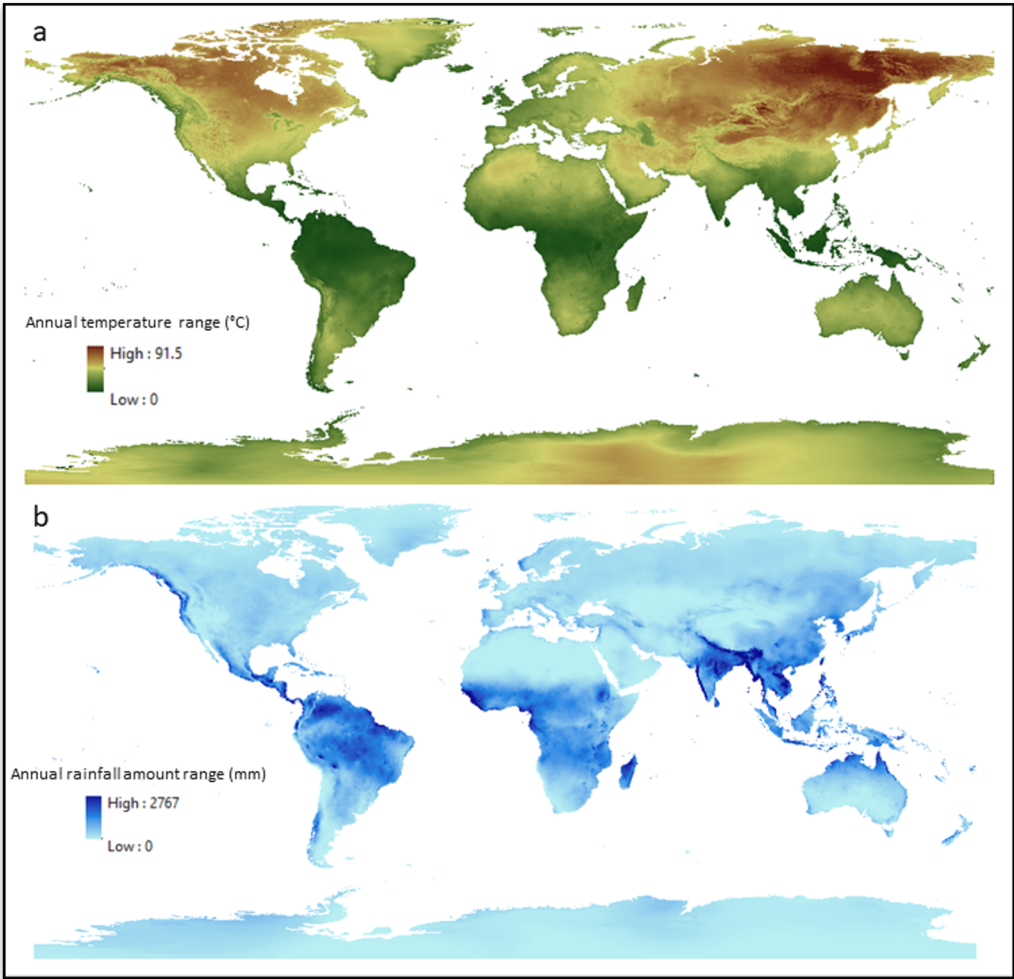 a
Annual temperature range (°C)
High : 91.5
Low : 0
b
Annual rainfall amount range (mm)
High : 2767
Low : 0